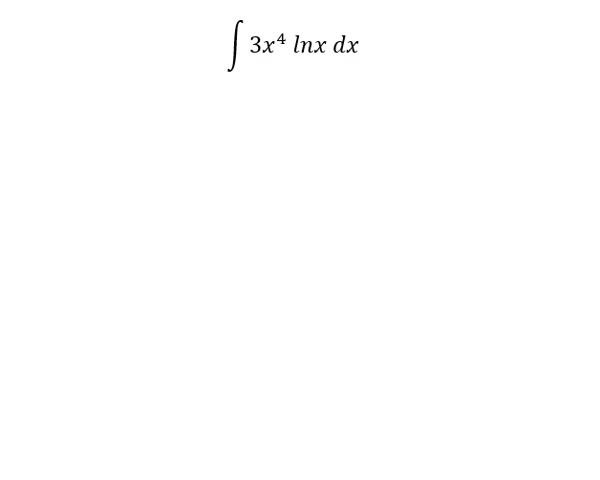 ∫ 3x⁴ lnx dx